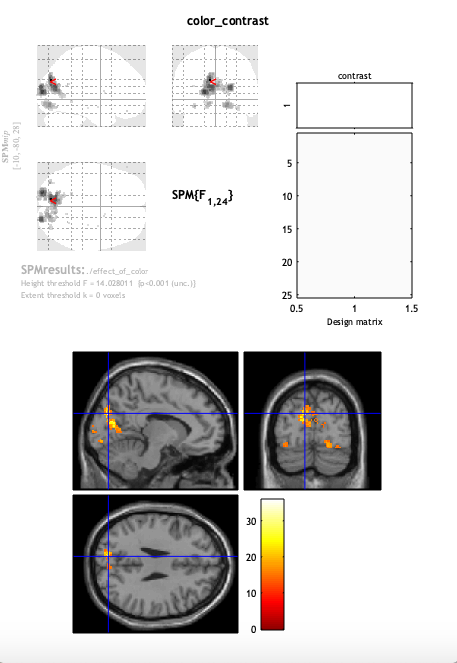 color_contrast
contrast
1
SPMmip
[-10, -80, 28]
SPM{F1,24}
5
10
15
20
25
0.5
1
1.5
Design matrix
SPMresults: ./effect_of_color
Height threshold F = 14.028011 {p<0.001 (unc.)}
Extent threshold k = 0 voxels
30
20
10
0